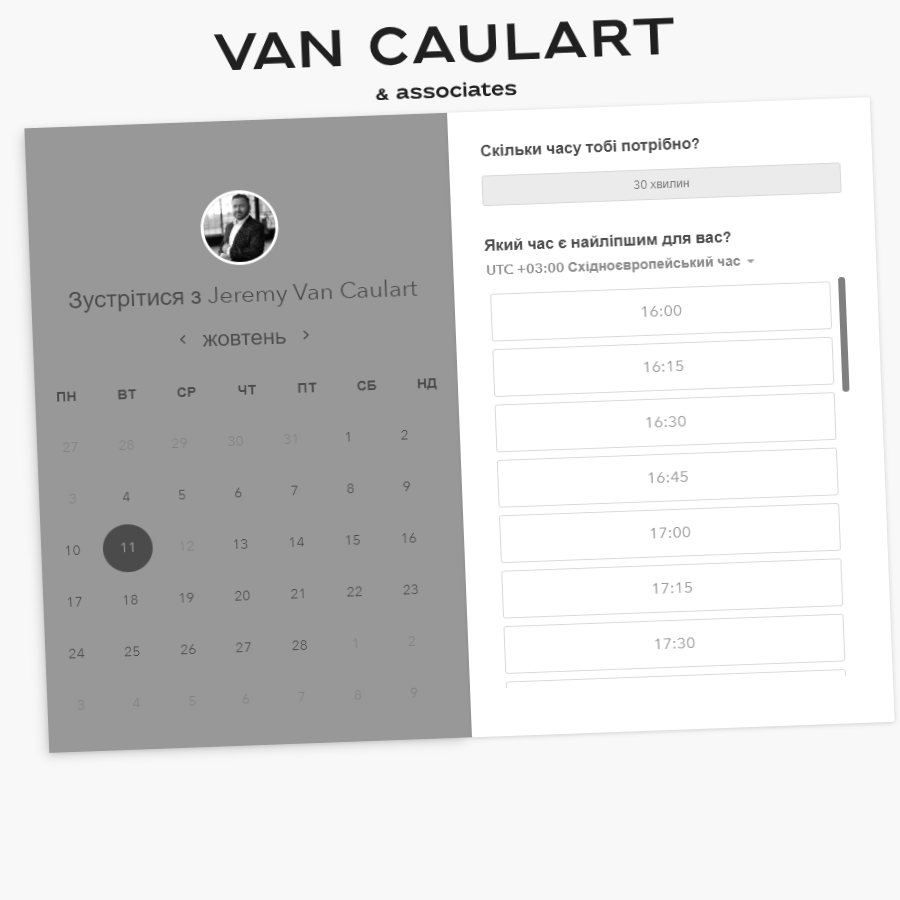 VAN CAULART
& associates
Зустрітися з Jeremy Van Caulart
‹ жовтень ›
ПН ВТ СР ЧТ ПТ СБ НД
27 28 29 30 31 1 2
3 4 5 6 7 8 9
10 11 12 13 14 15 16
17 18 19 20 21 22 23
24 25 26 27 28 1 2
3 4 5 6 7 8 9
Скільки часу тобі потрібно?
30 хвилин
Який час є найліпшим для вас?
UTC +03:00 Східноєвропейський час
16:00
16:15
16:30
16:45
17:00
17:15
17:30